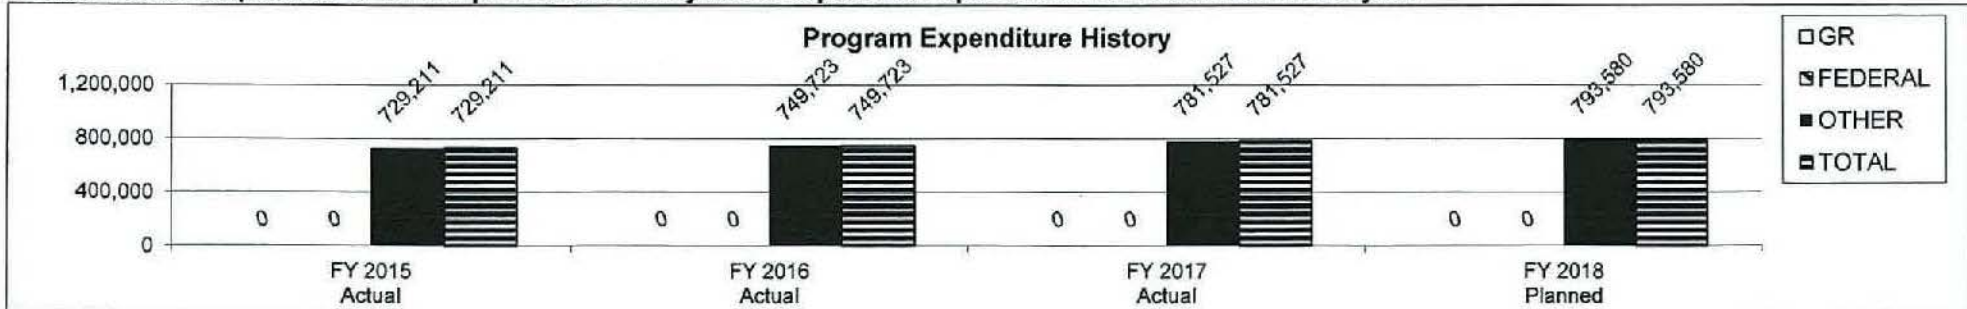 Program Expenditure History
GR
FEDERAL
OTHER
TOTAL
1,200,000
800,000
400,000
0
0 0 729,211 729,211
0 0 749,723 749,723
0 0 781,527 781,527
0 0 793,580 793,580
FY 2015
Actual
FY 2016
Actual
FY 2017
Actual
FY 2018
Planned